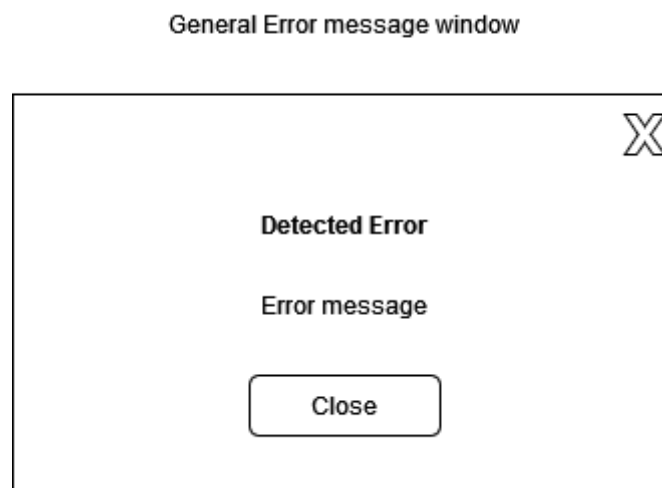 General Error message window
X
Detected Error
Error message
Close